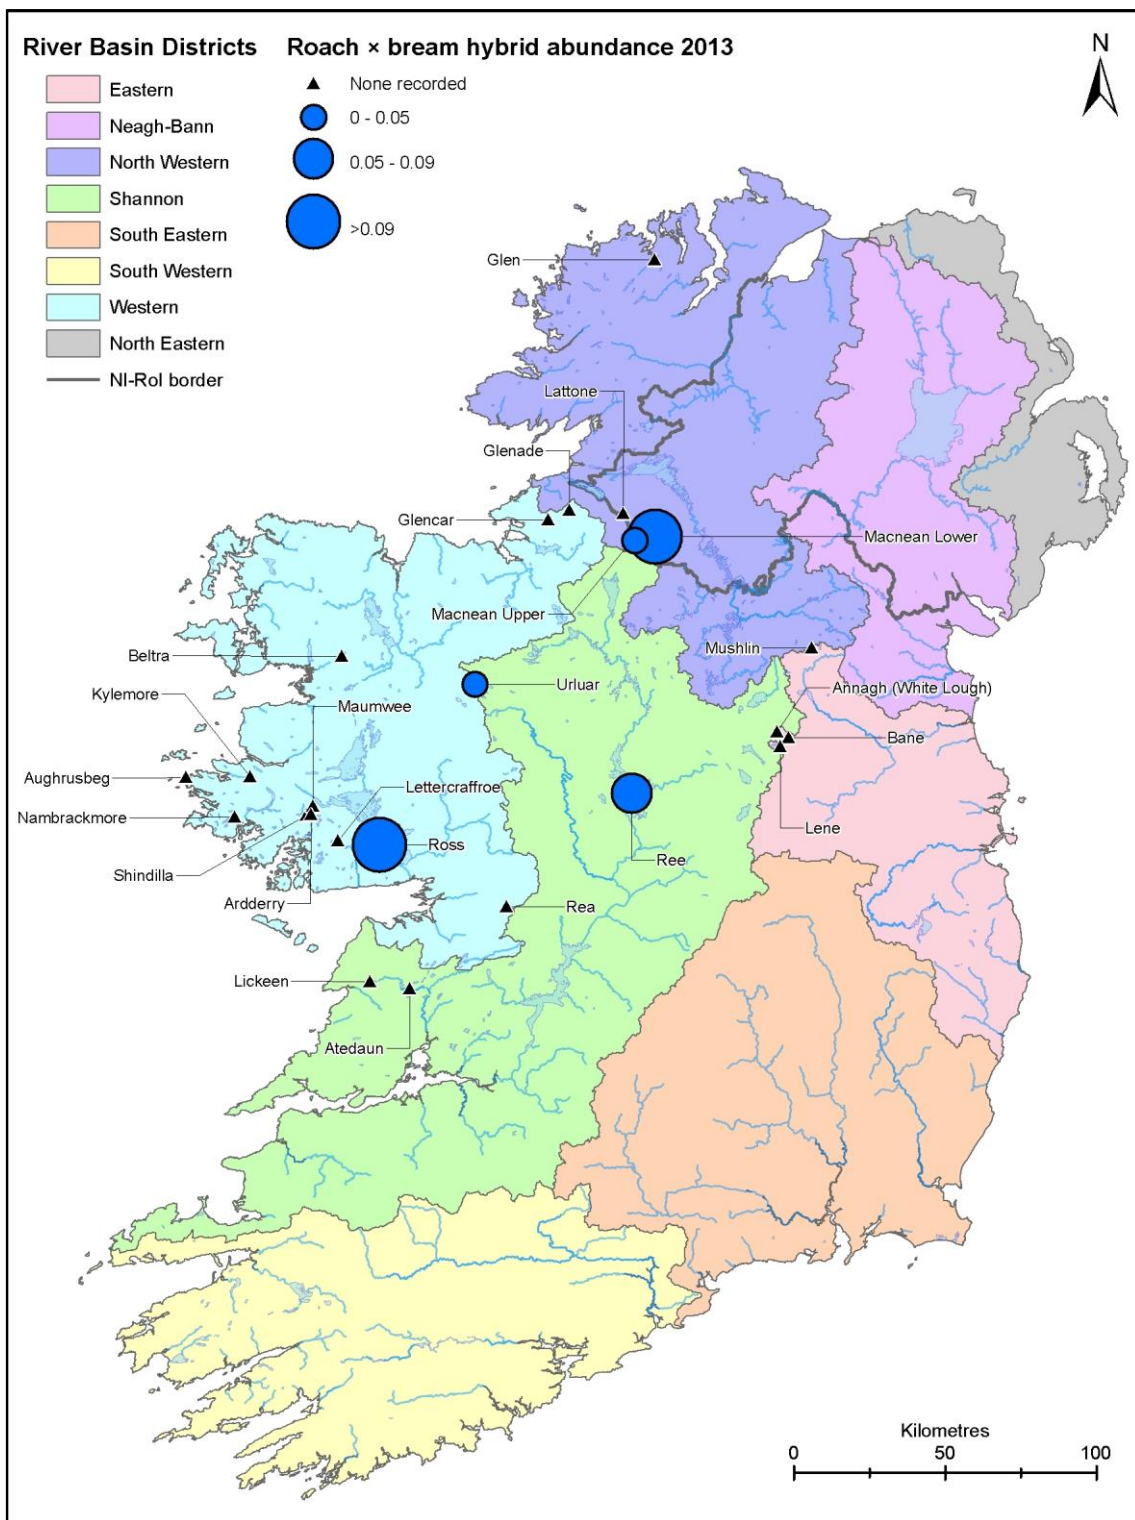 River Basin Districts
Eastern
Neagh-Bann
North Western
Shannon
South Eastern
South Western
Western
North Eastern
NI-RoI border
Roach × bream hybrid abundance 2013
None recorded
0 - 0.05
0.05 - 0.09
>0.09
N
Glen
Lattone
Glenade
Glencar
Macnean Lower
Macnean Upper
Mushlin
Beltra
Urluar
Annagh (White Lough)
Kylemore
Maumwee
Bane
Aughrusbeg
Lettercraffroe
Nambrackmore
Lene
Ross
Ree
Shindilla
Ardderry
Rea
Lickeen
Atedaun
Kilometres
0 50 100